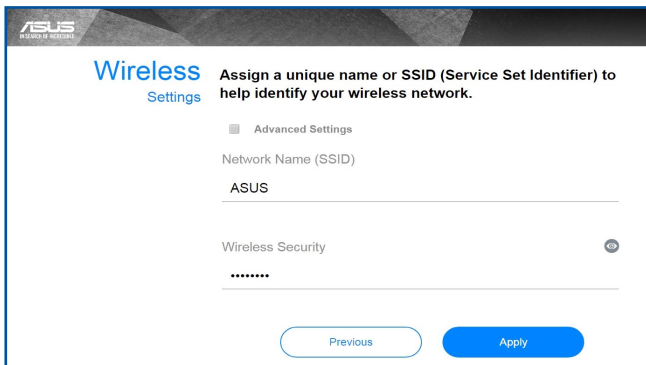 ASUS
IN SEARCH OF INCREDIBLE
Wireless
Settings
Assign a unique name or SSID (Service Set Identifier) to
help identify your wireless network.
Advanced Settings
Network Name (SSID)
ASUS
Wireless Security
••••••••
Previous
Apply